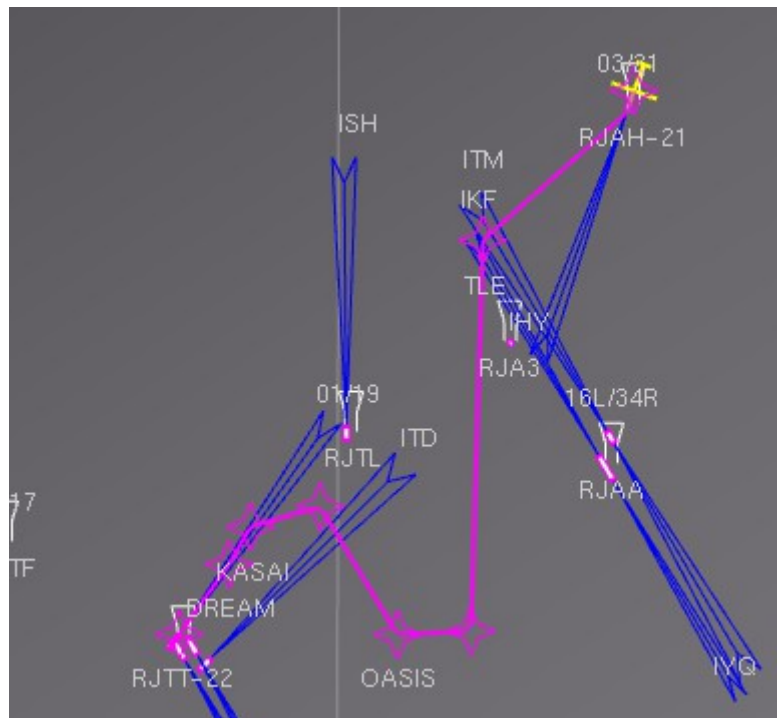 03/21
ISH
RJAH-21
ITM
IKF
TLE
IHY
RJA3
01/19
16L/34R
ITD
RJTL
RJAA
17
TF
KASAI
DREAM
RJTT-22
OASIS
IYQ